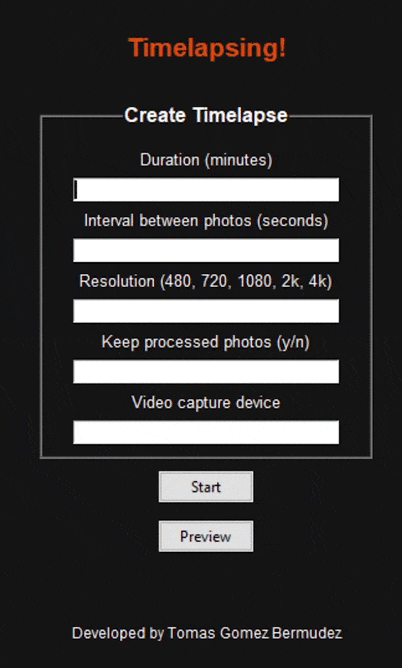 Timelapsing!
Create Timelapse
Duration (minutes)
Interval between photos (seconds)
Resolution (480, 720, 1080, 2k, 4k)
Keep processed photos (y/n)
Video capture device
Start
Preview
Developed by Tomas Gomez Bermudez